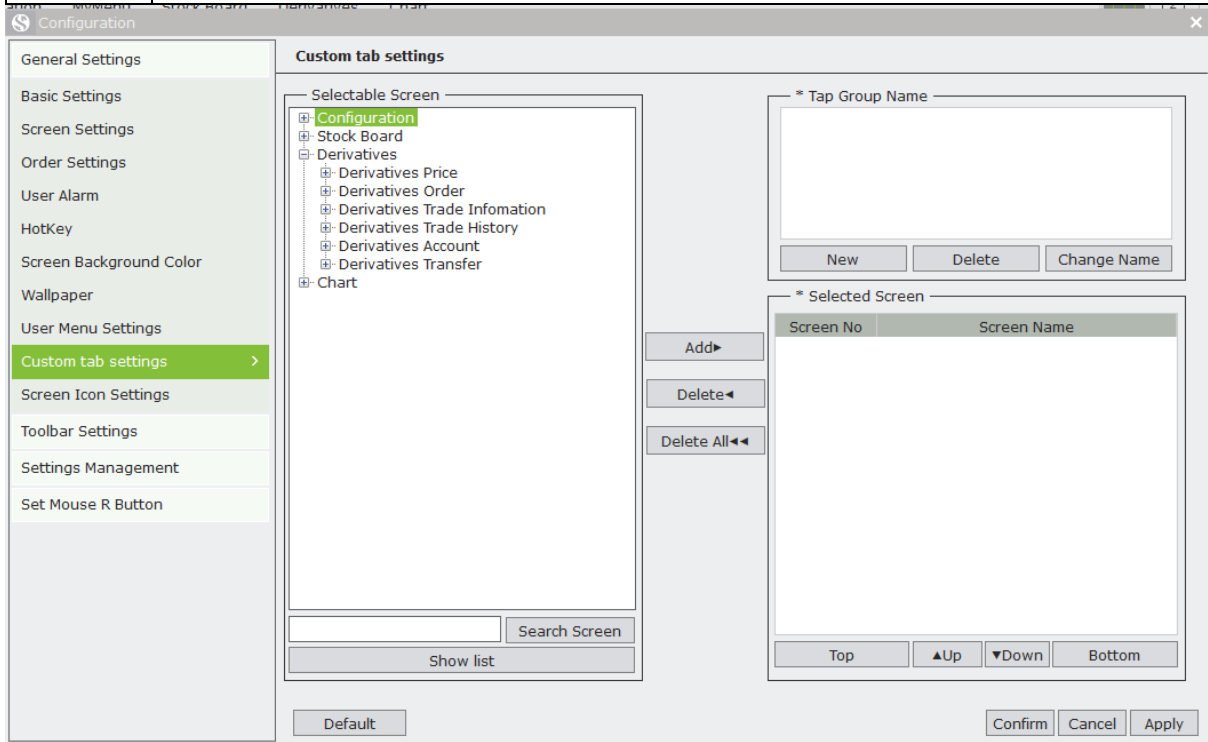 Configuration
General Settings
Basic Settings
Screen Settings
Order Settings
User Alarm
HotKey
Screen Background Color
Wallpaper
User Menu Settings
Custom tab settings >
Screen Icon Settings
Toolbar Settings
Settings Management
Set Mouse R Button
Custom tab settings
Selectable Screen
Configuration
Stock Board
Derivatives
Derivatives Price
Derivatives Order
Derivatives Trade Infomation
Derivatives Trade History
Derivatives Account
Derivatives Transfer
Chart
Search Screen
Show list
Add►
Delete◄
Delete All◄◄
* Tap Group Name
New Delete Change Name
* Selected Screen
Screen No Screen Name
Top ▲Up ▼Down Bottom
Default Confirm Cancel Apply